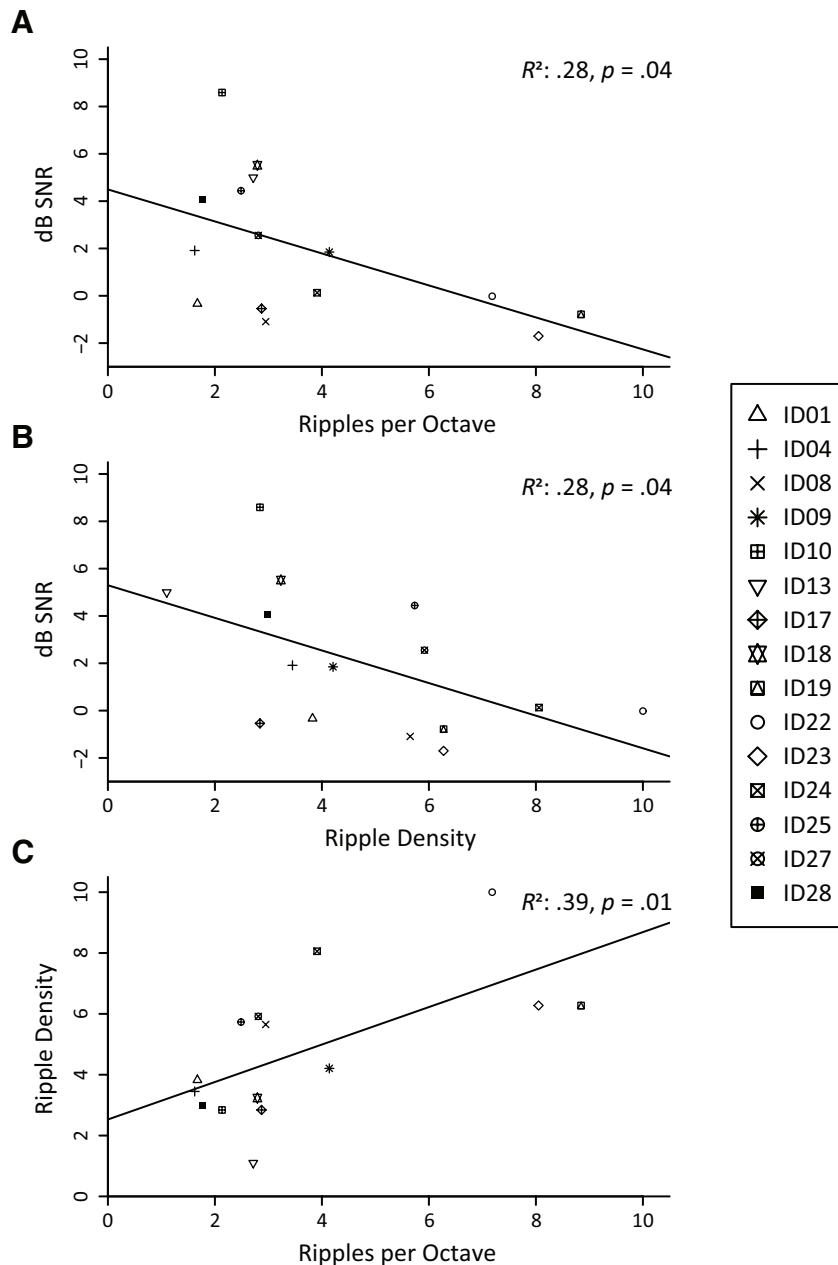 A
R²: .28, p = .04
dB SNR
10
8
6
4
2
0
−2
0 2 4 6 8 10
Ripples per Octave
B
R²: .28, p = .04
dB SNR
10
8
6
4
2
0
−2
0 2 4 6 8 10
Ripple Density
C
R²: .39, p = .01
Ripple Density
10
8
6
4
2
0
0 2 4 6 8 10
Ripples per Octave
ID01
ID04
ID08
ID09
ID10
ID13
ID17
ID18
ID19
ID22
ID23
ID24
ID25
ID27
ID28